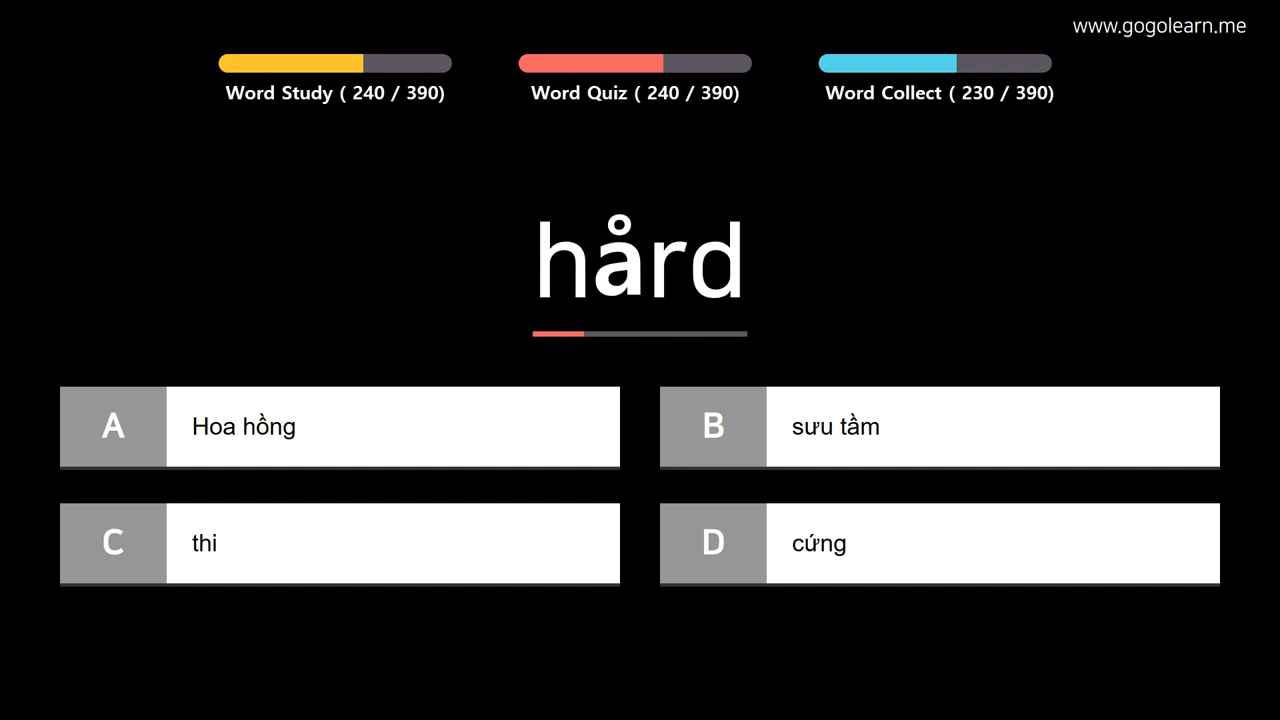 www.gogolearn.me
Word Study ( 240 / 390)
Word Quiz ( 240 / 390)
Word Collect ( 230 / 390)
hård
A
Hoa hồng
B
sưu tầm
C
thi
D
cứng